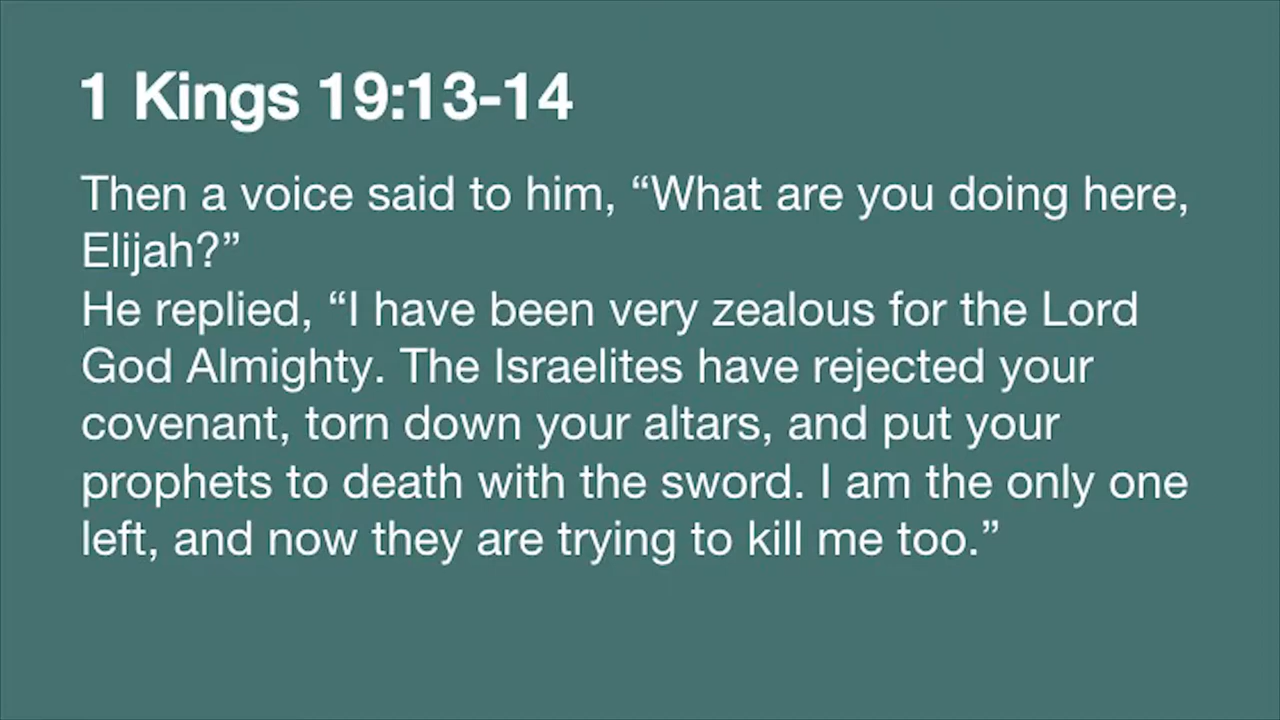 1 Kings 19:13-14
Then a voice said to him, “What are you doing here,
Elijah?”
He replied, “I have been very zealous for the Lord
God Almighty. The Israelites have rejected your
covenant, torn down your altars, and put your
prophets to death with the sword. I am the only one
left, and now they are trying to kill me too.”